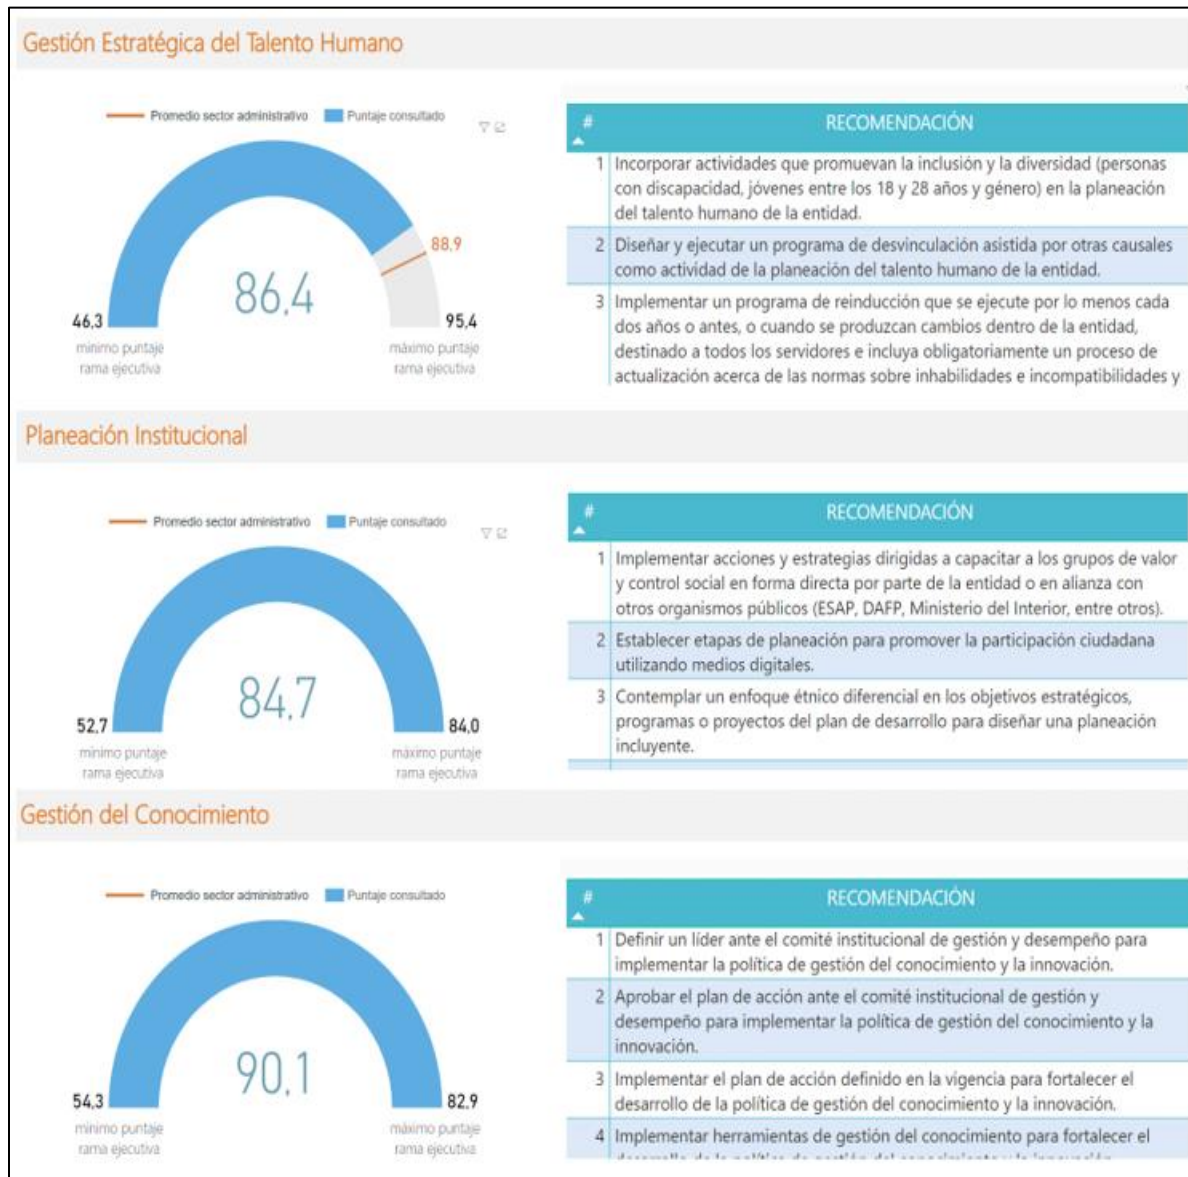 Gestión Estratégica del Talento Humano
Promedio sector administrativo Puntaje consultado
88,9
86,4
46,3
95,4
mínimo puntaje
rama ejecutiva
máximo puntaje
rama ejecutiva
# RECOMENDACIÓN
1 Incorporar actividades que promuevan la inclusión y la diversidad (personas
con discapacidad, jóvenes entre los 18 y 28 años y género) en la planeación
del talento humano de la entidad.
2 Diseñar y ejecutar un programa de desvinculación asistida por otras causales
como actividad de la planeación del talento humano de la entidad.
3 Implementar un programa de reinducción que se ejecute por lo menos cada
dos años o antes, o cuando se produzcan cambios dentro de la entidad,
destinado a todos los servidores e incluya obligatoriamente un proceso de
actualización acerca de las normas sobre inhabilidades e incompatibilidades y
Planeación Institucional
Promedio sector administrativo Puntaje consultado
84,7
52,7
84,0
mínimo puntaje
rama ejecutiva
máximo puntaje
rama ejecutiva
# RECOMENDACIÓN
1 Implementar acciones y estrategias dirigidas a capacitar a los grupos de valor
y control social en forma directa por parte de la entidad o en alianza con
otros organismos públicos (ESAP, DAFP, Ministerio del Interior, entre otros).
2 Establecer etapas de planeación para promover la participación ciudadana
utilizando medios digitales.
3 Contemplar un enfoque étnico diferencial en los objetivos estratégicos,
programas o proyectos del plan de desarrollo para diseñar una planeación
incluyente.
Gestión del Conocimiento
Promedio sector administrativo Puntaje consultado
90,1
54,3
82,9
mínimo puntaje
rama ejecutiva
máximo puntaje
rama ejecutiva
# RECOMENDACIÓN
1 Definir un líder ante el comité institucional de gestión y desempeño para
implementar la política de gestión del conocimiento y la innovación.
2 Aprobar el plan de acción ante el comité institucional de gestión y
desempeño para implementar la política de gestión del conocimiento y la
innovación.
3 Implementar el plan de acción definido en la vigencia para fortalecer el
desarrollo de la política de gestión del conocimiento y la innovación.
4 Implementar herramientas de gestión del conocimiento para fortalecer el